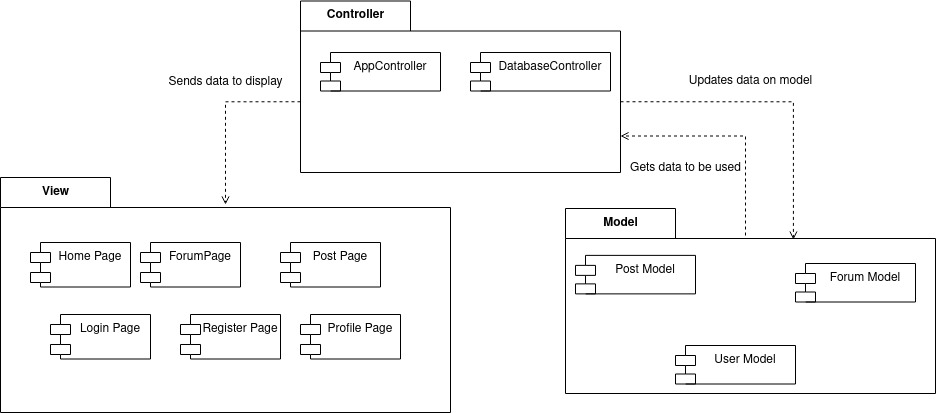 Controller
AppController
DatabaseController
Sends data to display
Updates data on model
Gets data to be used
View
Model
Home Page
ForumPage
Post Page
Post Model
Forum Model
Login Page
Register Page
Profile Page
User Model